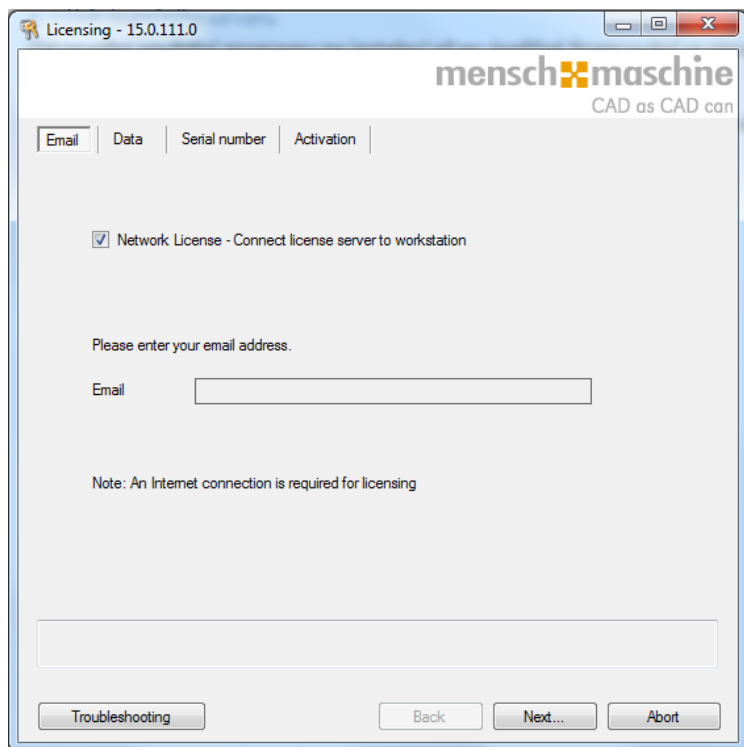 Licensing - 15.0.111.0
mensch maschine
CAD as CAD can
Email Data Serial number Activation
Network License - Connect license server to workstation
Please enter your email address.
Email
Note: An Internet connection is required for licensing
Troubleshooting Back Next... Abort